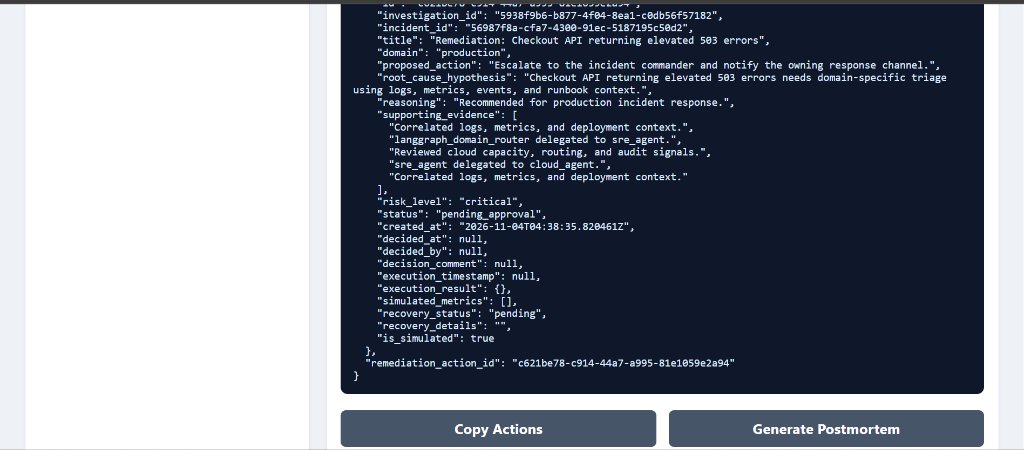 "investigation_id": "5938f9b6-b877-4f04-8ea1-c0db56f57182",
"incident_id": "56987f8a-cfa7-4300-91ec-5187195c50d2",
"title": "Remediation: Checkout API returning elevated 503 errors",
"domain": "production",
"proposed_action": "Escalate to the incident commander and notify the owning response channel.",
"root_cause_hypothesis": "Checkout API returning elevated 503 errors needs domain-specific triage
using logs, metrics, events, and runbook context.",
"reasoning": "Recommended for production incident response.",
"supporting_evidence": [
"Correlated logs, metrics, and deployment context.",
"langgraph_domain_router delegated to sre_agent.",
"Reviewed cloud capacity, routing, and audit signals.",
"sre_agent delegated to cloud_agent.",
"Correlated logs, metrics, and deployment context."
],
"risk_level": "critical",
"status": "pending_approval",
"created_at": "2026-11-04T04:38:35.820461Z",
"decided_at": null,
"decided_by": null,
"decision_comment": null,
"execution_timestamp": null,
"execution_result": {},
"simulated_metrics": [],
"recovery_status": "pending",
"recovery_details": "",
"is_simulated": true
},
"remediation_action_id": "c621be78-c914-44a7-a995-81e1059e2a94"
}
Copy Actions
Generate Postmortem